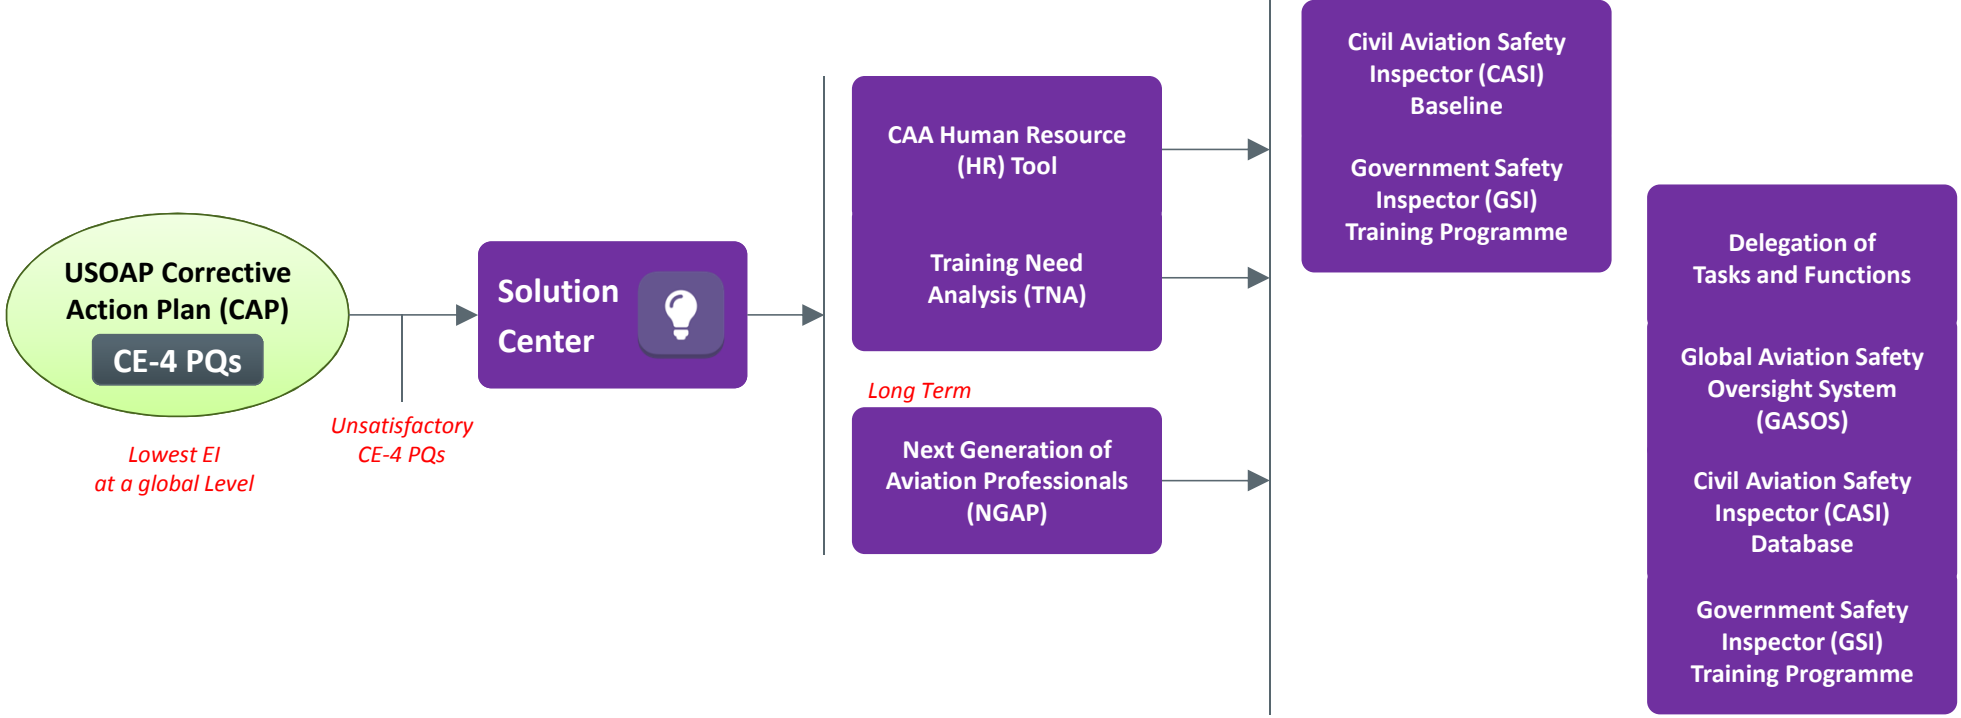 USOAP Corrective
Action Plan (CAP)
CE-4 PQs
Lowest EI
at a global Level
Unsatisfactory
CE-4 PQs
Solution
Center
CAA Human Resource
(HR) Tool
Training Need
Analysis (TNA)
Long Term
Next Generation of
Aviation Professionals
(NGAP)
Civil Aviation Safety
Inspector (CASI)
Baseline
Government Safety
Inspector (GSI)
Training Programme
Delegation of
Tasks and Functions
Global Aviation Safety
Oversight System
(GASOS)
Civil Aviation Safety
Inspector (CASI)
Database
Government Safety
Inspector (GSI)
Training Programme